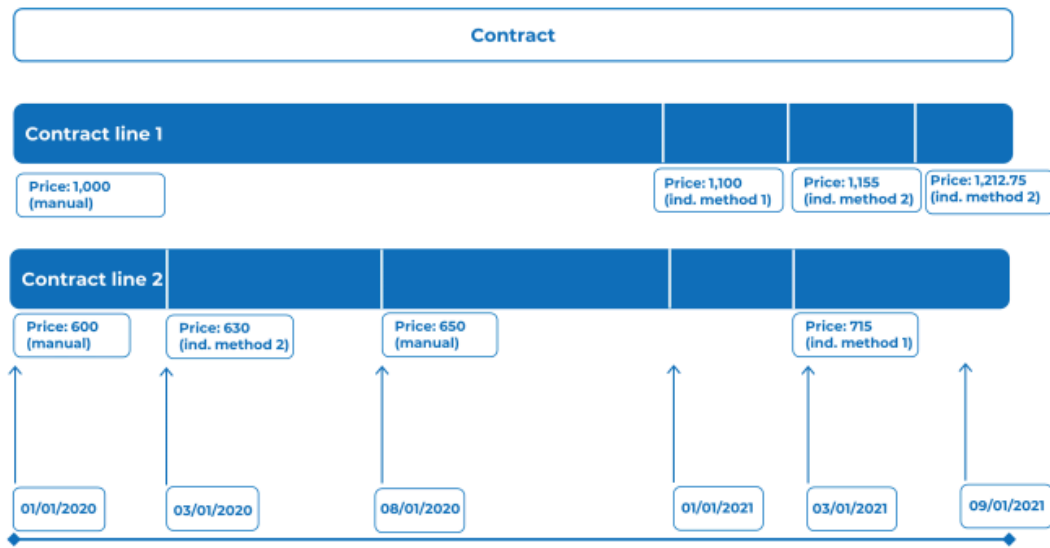 Contract
Contract line 1
Price: 1,000
(manual)
Price: 1,100
(ind. method 1)
Price: 1,155
(ind. method 2)
Price: 1,212.75
(ind. method 2)
Contract line 2
Price: 600
(manual)
Price: 630
(ind. method 2)
Price: 650
(manual)
Price: 715
(ind. method 1)
01/01/2020
03/01/2020
08/01/2020
01/01/2021
03/01/2021
09/01/2021